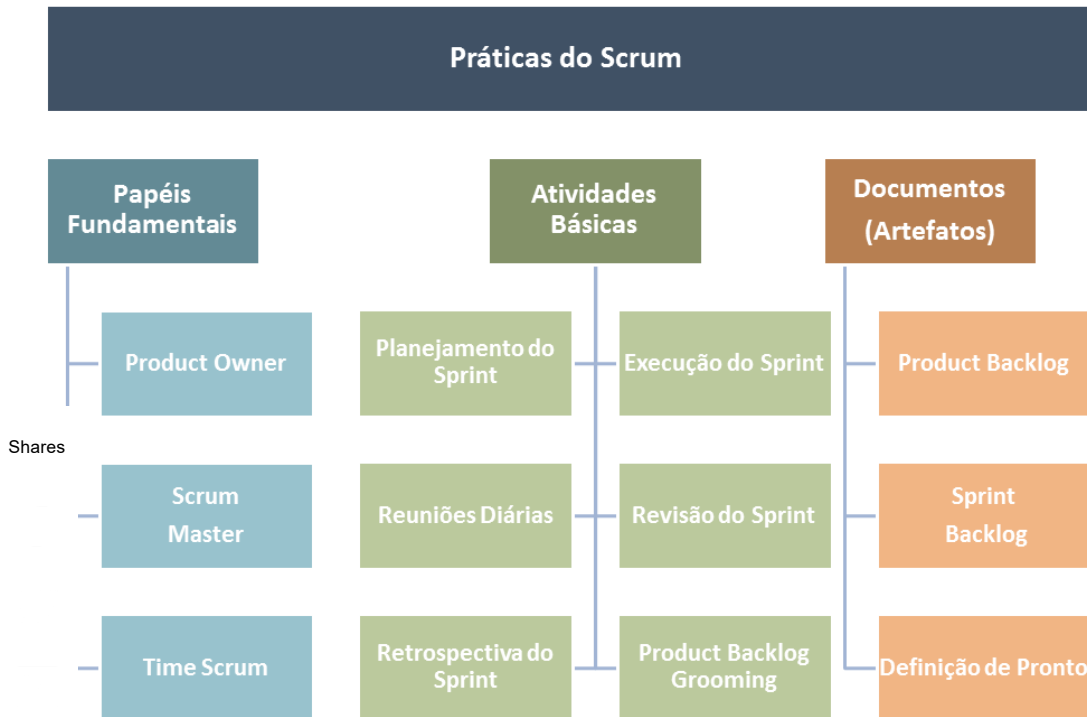 Práticas do Scrum
Papéis
Fundamentais
Atividades
Básicas
Documentos
(Artefatos)
Product Owner
Planejamento do
Sprint
Execução do Sprint
Product Backlog
Shares
Scrum
Master
Reuniões Diárias
Revisão do Sprint
Sprint
Backlog
Time Scrum
Retrospectiva do
Sprint
Product Backlog
Grooming
Definição de Pronto